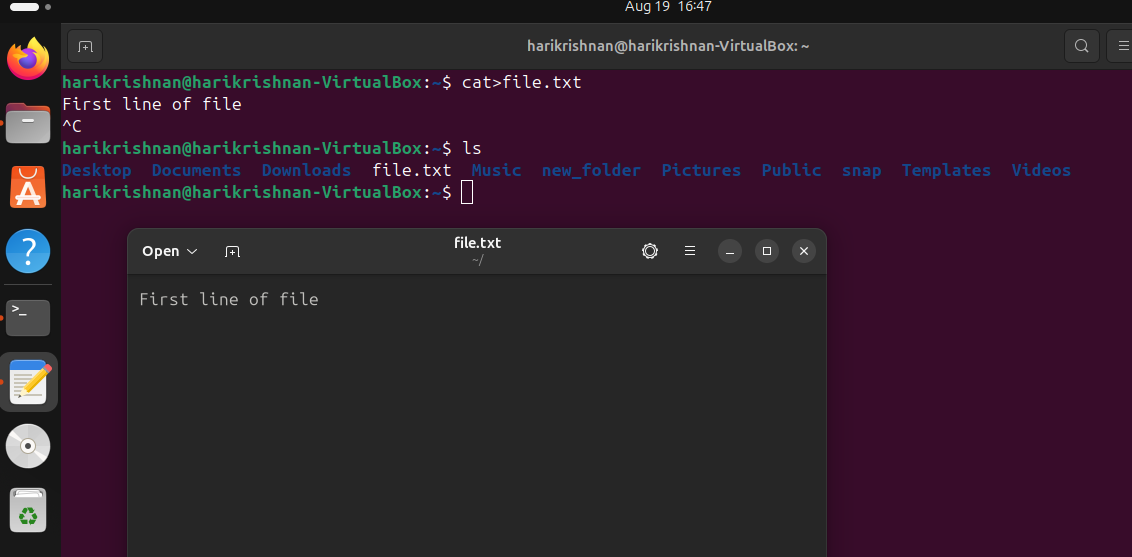 Aug 19 16:47
harikrishnan@harikrishnan-VirtualBox: ~
harikrishnan@harikrishnan-VirtualBox:~$ cat>file.txt
First line of file
^C
harikrishnan@harikrishnan-VirtualBox:~$ ls
Desktop Documents Downloads file.txt Music new_folder Pictures Public snap Templates Videos
harikrishnan@harikrishnan-VirtualBox:~$
Open
file.txt
~/
First line of file